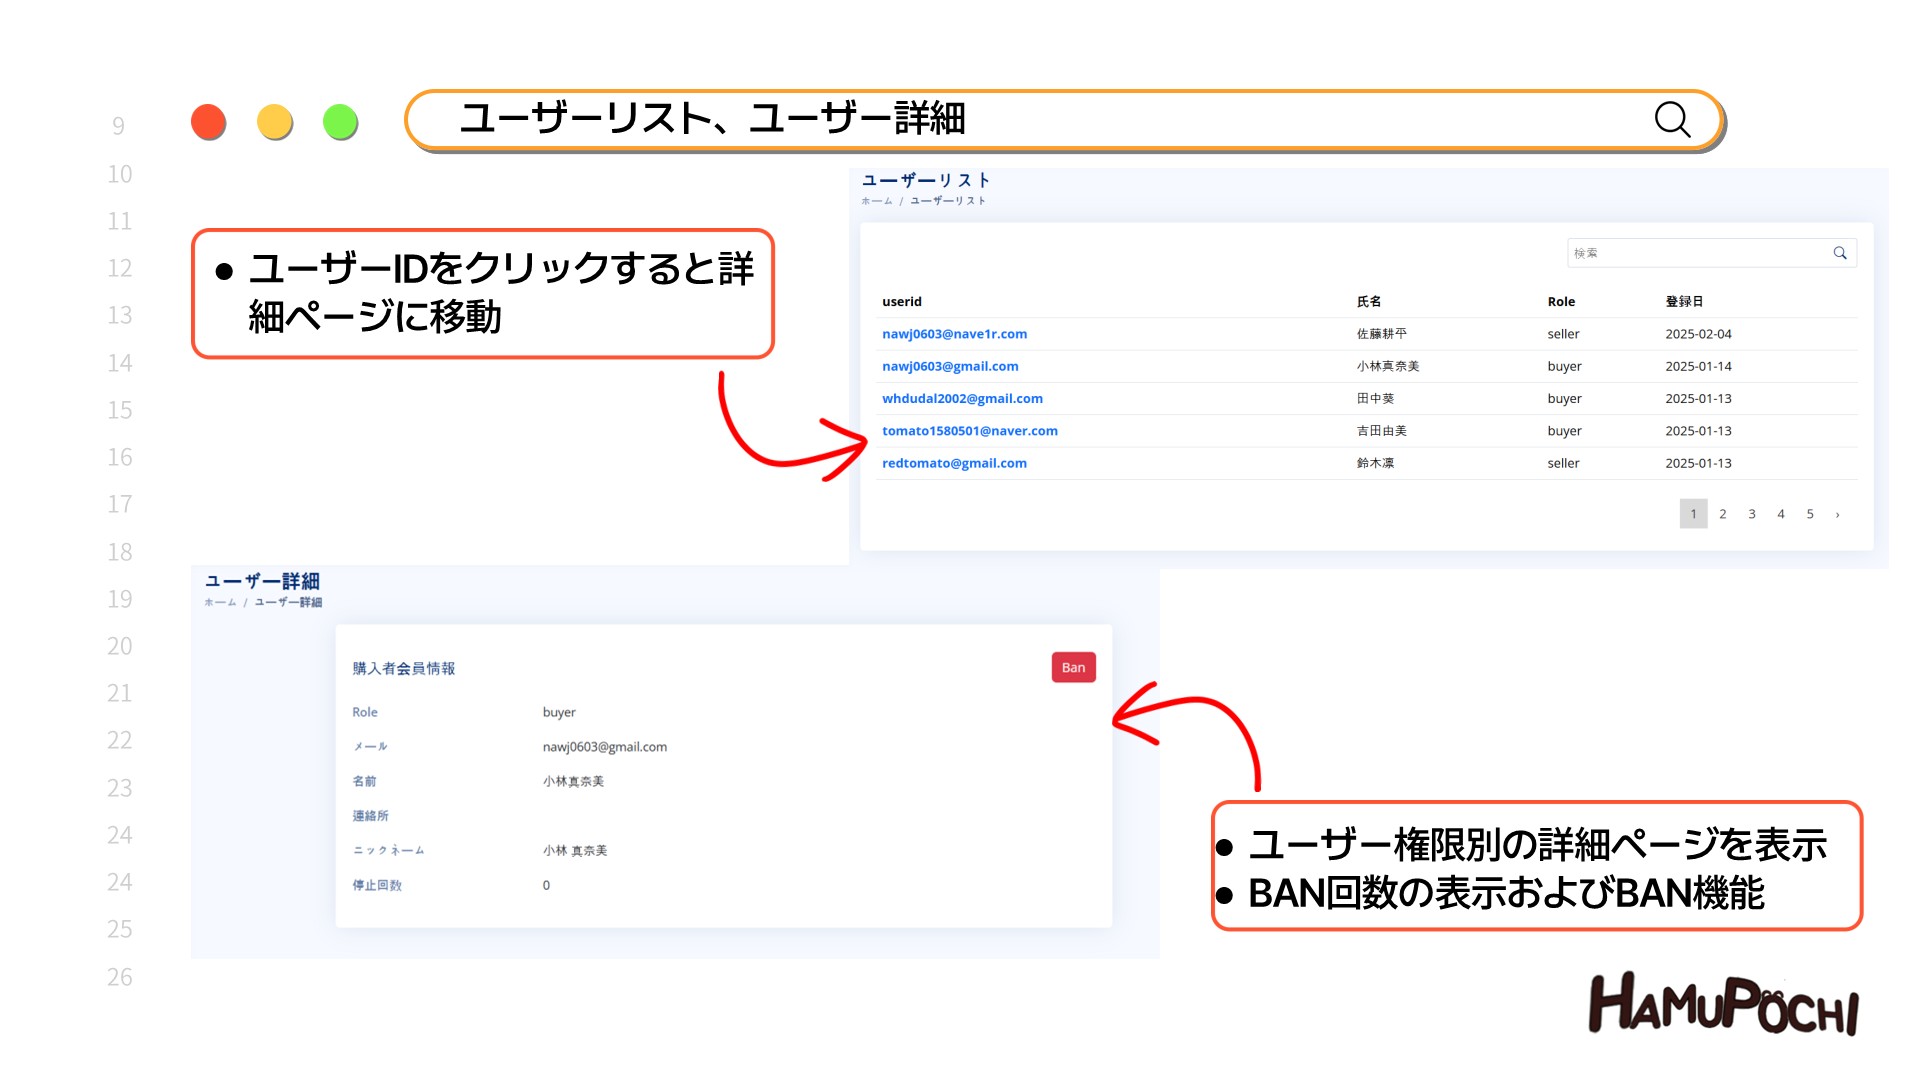 9
10
11
12
13
14
15
16
17
18
19
20
21
22
23
24
24
25
26
ユーザーリスト、ユーザー詳細
ユーザーIDをクリックすると詳
細ページに移動
ユーザーリスト
ホーム / ユーザーリスト
検索
userid 氏名 Role 登録日
nawj0603@nave1r.com 佐藤耕平 seller 2025-02-04
nawj0603@gmail.com 小林真奈美 buyer 2025-01-14
whdudal2002@gmail.com 田中葵 buyer 2025-01-13
tomato1580501@naver.com 吉田由美 buyer 2025-01-13
redtomato@gmail.com 鈴木凛 seller 2025-01-13
1 2 3 4 5 ›
ユーザー詳細
ホーム / ユーザー詳細
購入者会員情報 Ban
Role buyer
メール nawj0603@gmail.com
名前 小林真奈美
連絡所
ニックネーム 小林 真奈美
停止回数 0
ユーザー権限別の詳細ページを表示
BAN回数の表示およびBAN機能
HAMUPOCHI